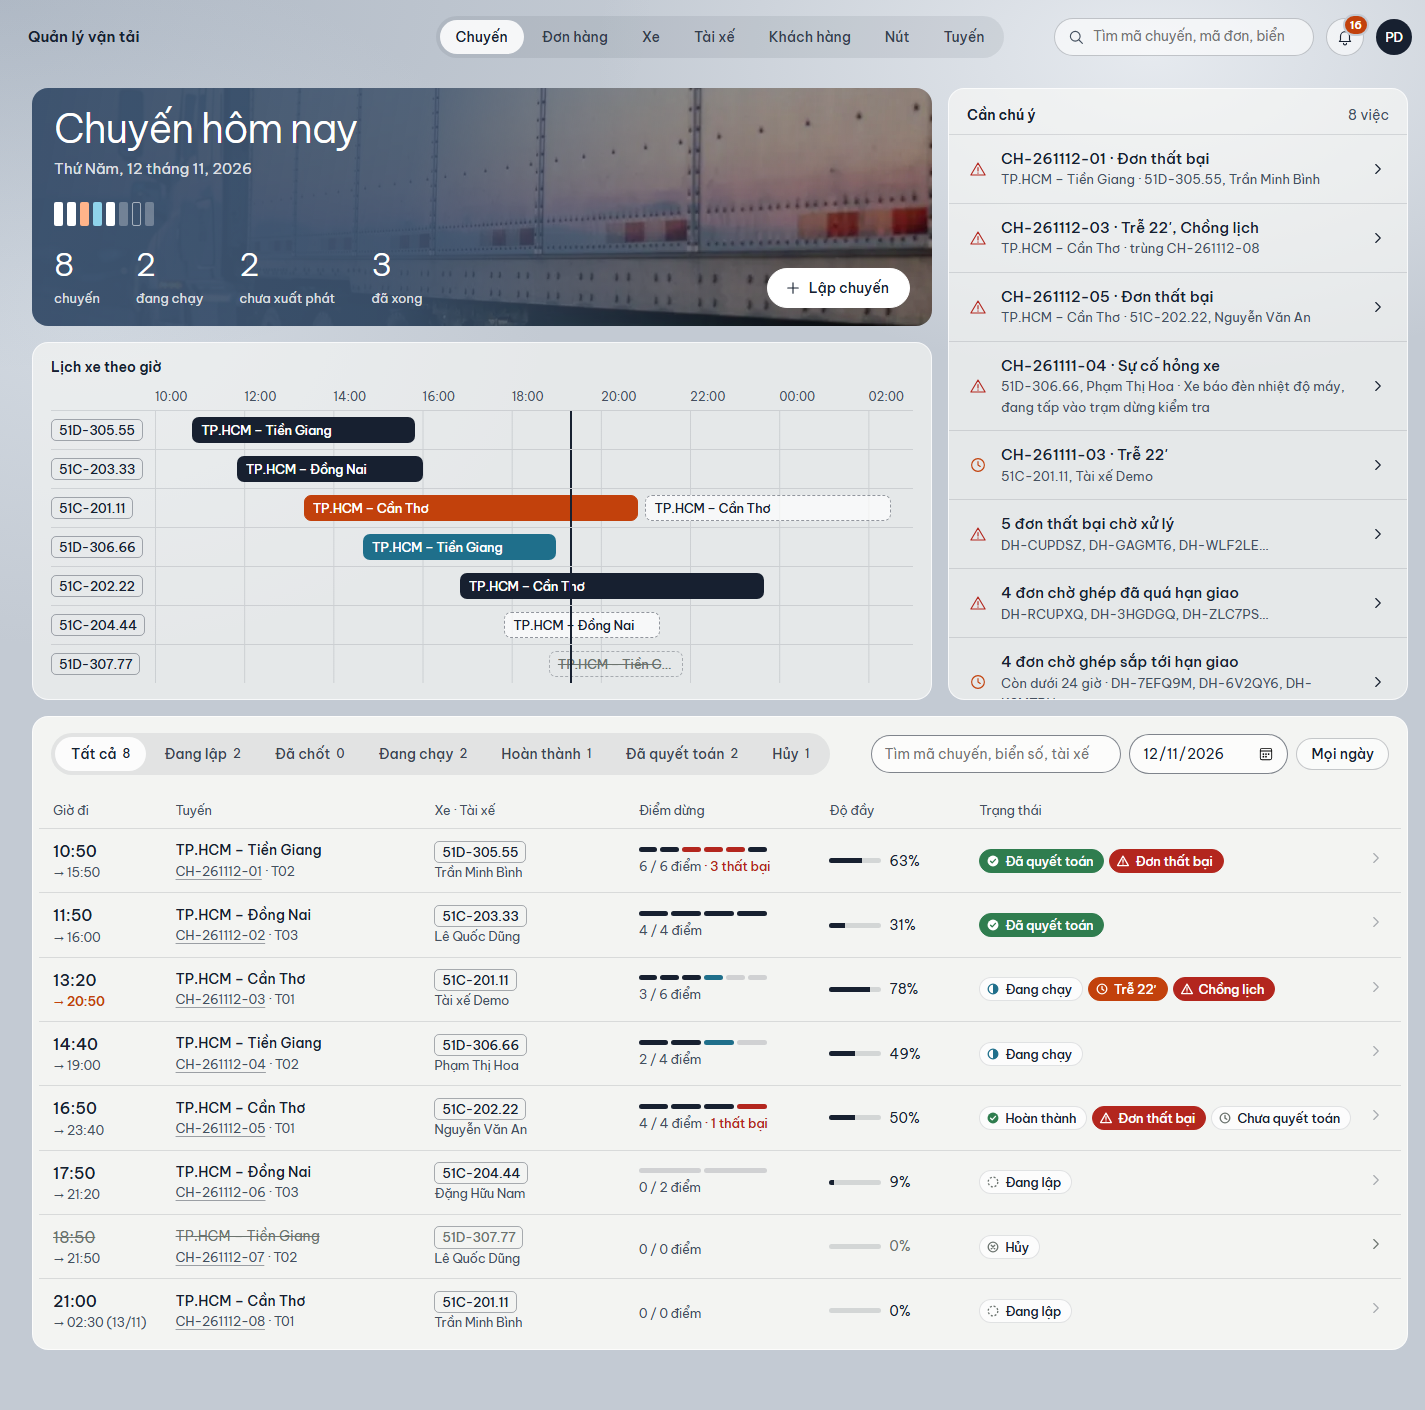 Quản lý vận tải
Chuyến
Đơn hàng
Xe
Tài xế
Khách hàng
Nút
Tuyến
Tìm mã chuyến, mã đơn, biển
16
PD
Chuyến hôm nay
Thứ Năm, 12 tháng 11, 2026
8
chuyến
2
đang chạy
2
chưa xuất phát
3
đã xong
Lập chuyến
Cần chú ý
8 việc
CH-261112-01 · Đơn thất bại
TP.HCM – Tiền Giang · 51D-305.55, Trần Minh Bình
CH-261112-03 · Trễ 22′, Chồng lịch
TP.HCM – Cần Thơ · trùng CH-261112-08
CH-261112-05 · Đơn thất bại
TP.HCM – Cần Thơ · 51C-202.22, Nguyễn Văn An
CH-261111-04 · Sự cố hỏng xe
51D-306.66, Phạm Thị Hoa · Xe báo đèn nhiệt độ máy,
đang tấp vào trạm dừng kiểm tra
CH-261111-03 · Trễ 22′
51C-201.11, Tài xế Demo
5 đơn thất bại chờ xử lý
DH-CUPDSZ, DH-GAGMT6, DH-WLF2LE…
4 đơn chờ ghép đã quá hạn giao
DH-RCUPXQ, DH-3HGDGQ, DH-ZLC7PS…
4 đơn chờ ghép sắp tới hạn giao
Còn dưới 24 giờ · DH-7EFQ9M, DH-6V2QY6, DH-
Lịch xe theo giờ
10:00
12:00
14:00
16:00
18:00
20:00
22:00
00:00
02:00
51D-305.55
TP.HCM – Tiền Giang
51C-203.33
TP.HCM – Đồng Nai
51C-201.11
TP.HCM – Cần Thơ
TP.HCM – Cần Thơ
51D-306.66
TP.HCM – Tiền Giang
51C-202.22
TP.HCM – Cần Thơ
51C-204.44
TP.HCM – Đồng Nai
51D-307.77
TP.HCM – Tiền G…
Tất cả 8
Đang lập 2
Đã chốt 0
Đang chạy 2
Hoàn thành 1
Đã quyết toán 2
Hủy 1
Tìm mã chuyến, biển số, tài xế
12/11/2026
Mọi ngày
Giờ đi
Tuyến
Xe · Tài xế
Điểm dừng
Độ đầy
Trạng thái
10:50
→ 15:50
TP.HCM – Tiền Giang
CH-261112-01 · T02
51D-305.55
Trần Minh Bình
6 / 6 điểm · 3 thất bại
63%
Đã quyết toán
Đơn thất bại
11:50
→ 16:00
TP.HCM – Đồng Nai
CH-261112-02 · T03
51C-203.33
Lê Quốc Dũng
4 / 4 điểm
31%
Đã quyết toán
13:20
→ 20:50
TP.HCM – Cần Thơ
CH-261112-03 · T01
51C-201.11
Tài xế Demo
3 / 6 điểm
78%
Đang chạy
Trễ 22′
Chồng lịch
14:40
→ 19:00
TP.HCM – Tiền Giang
CH-261112-04 · T02
51D-306.66
Phạm Thị Hoa
2 / 4 điểm
49%
Đang chạy
16:50
→ 23:40
TP.HCM – Cần Thơ
CH-261112-05 · T01
51C-202.22
Nguyễn Văn An
4 / 4 điểm · 1 thất bại
50%
Hoàn thành
Đơn thất bại
Chưa quyết toán
17:50
→ 21:20
TP.HCM – Đồng Nai
CH-261112-06 · T03
51C-204.44
Đặng Hữu Nam
0 / 2 điểm
9%
Đang lập
18:50
→ 21:50
TP.HCM – Tiền Giang
CH-261112-07 · T02
51D-307.77
Lê Quốc Dũng
0 / 0 điểm
0%
Hủy
21:00
→ 02:30 (13/11)
TP.HCM – Cần Thơ
CH-261112-08 · T01
51C-201.11
Trần Minh Bình
0 / 0 điểm
0%
Đang lập